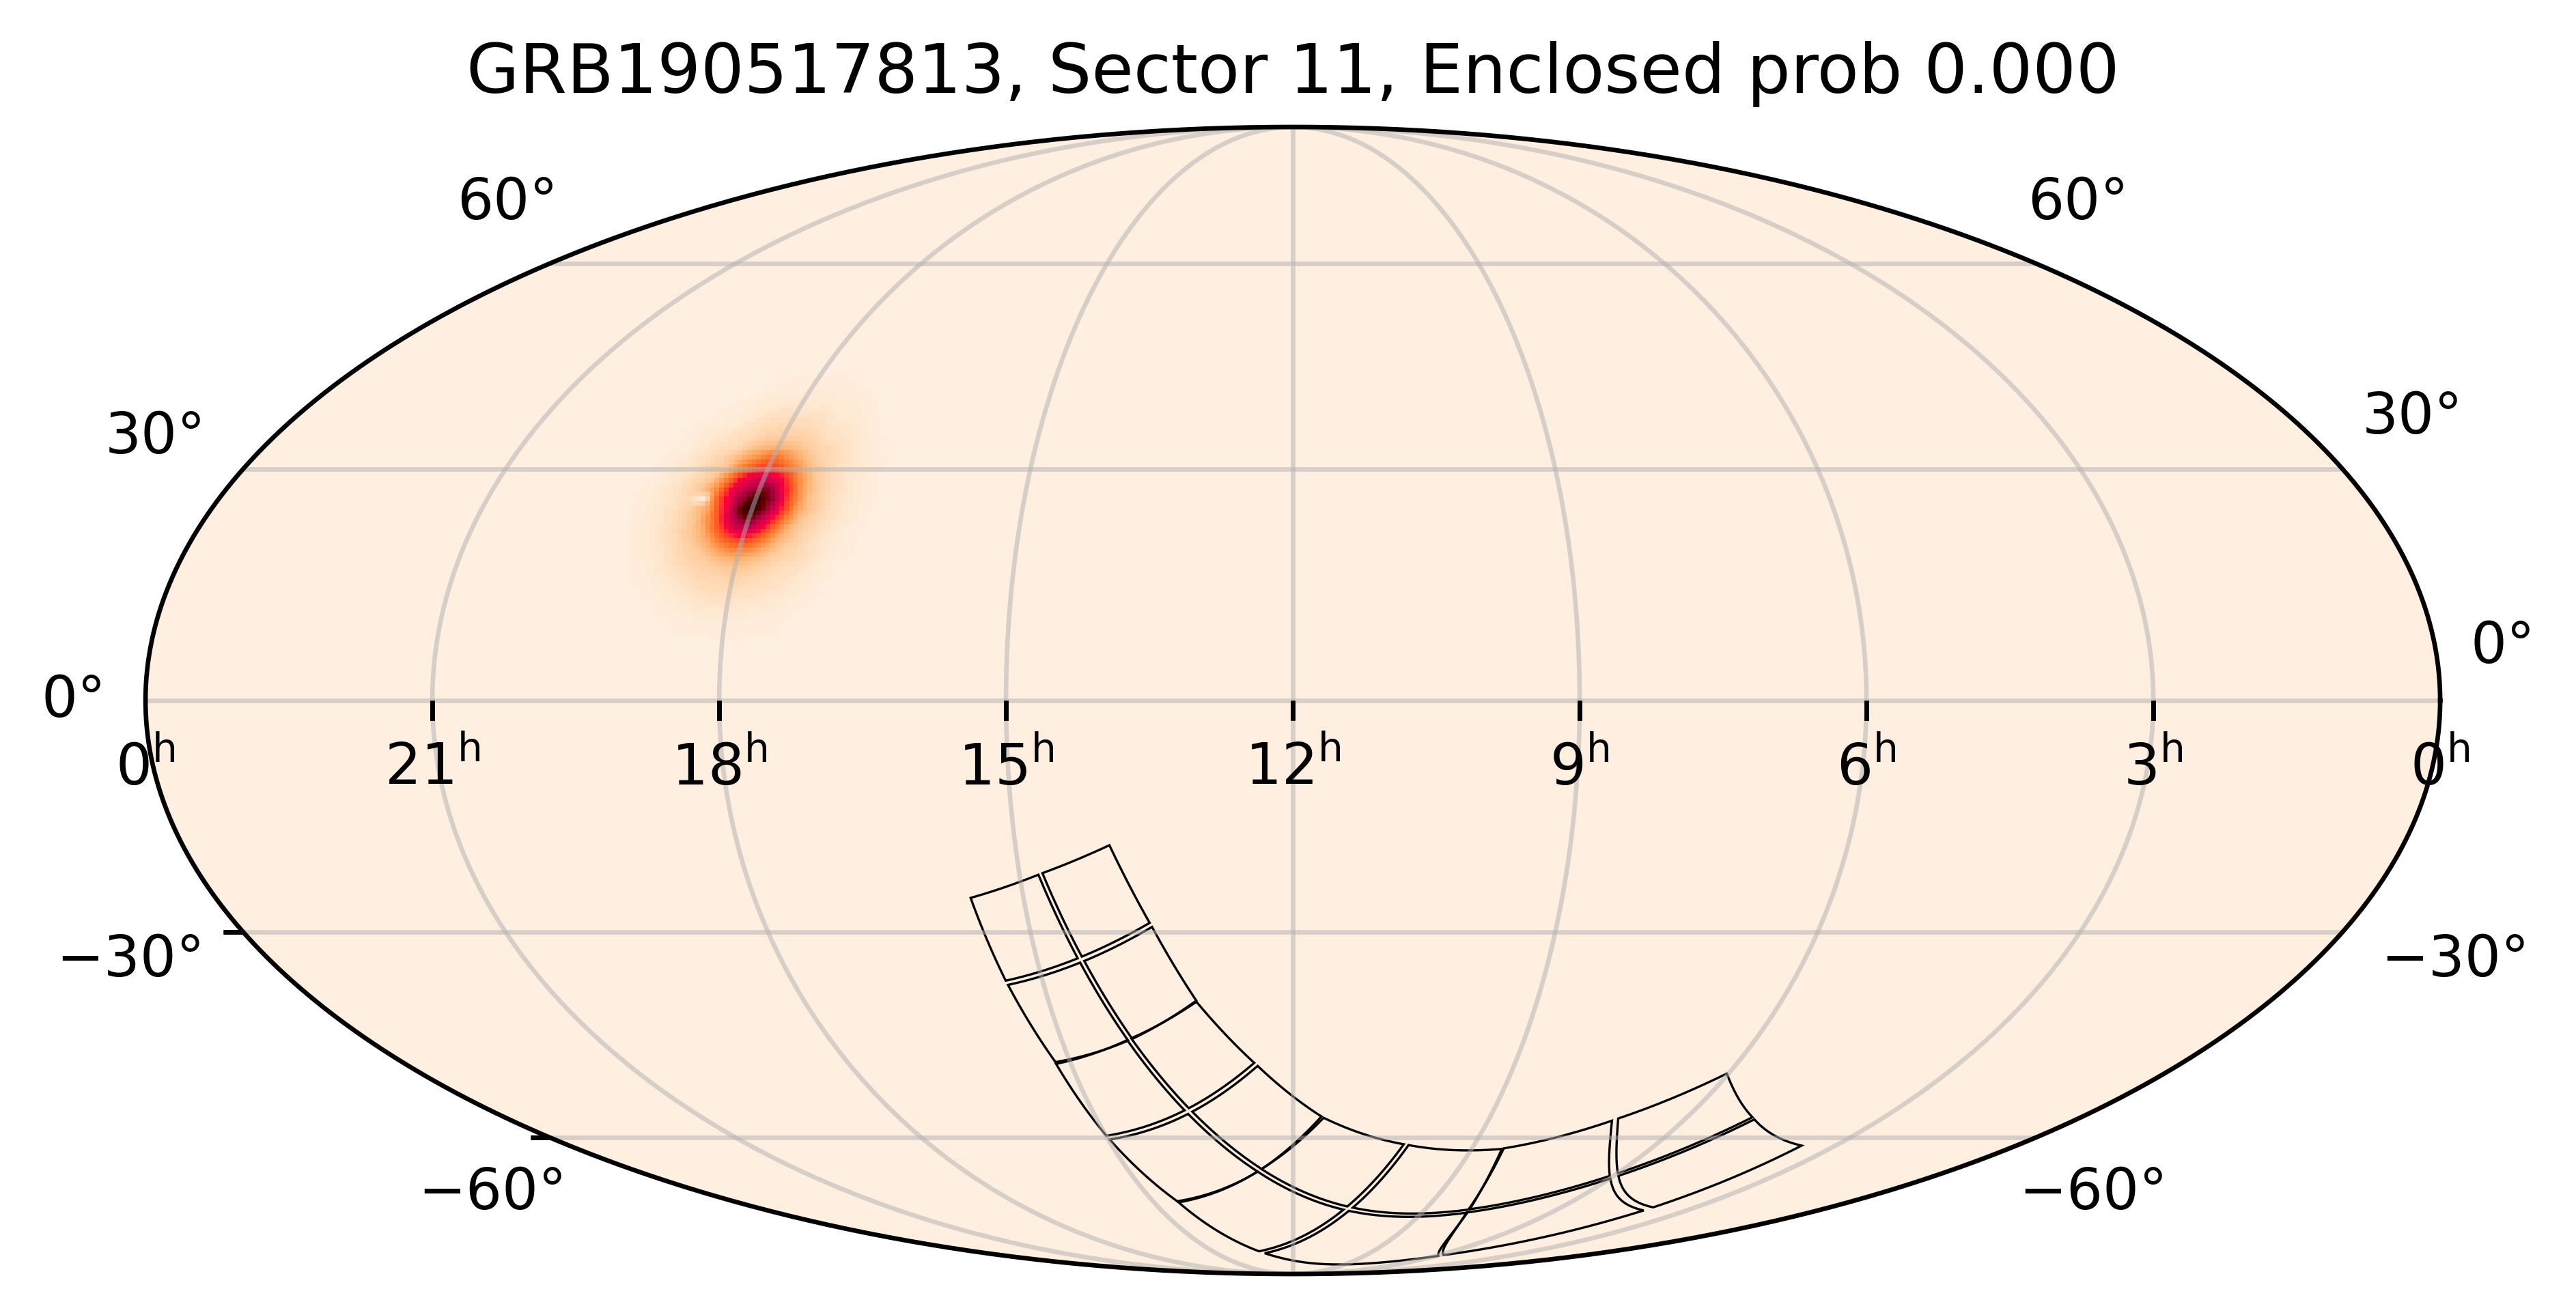 GRB190517813, Sector 11, Enclosed prob 0.000
60° 60°
30° 30°
0° 0°
0h 21h 18h 15h 12h 9h 6h 3h 0h
−30° −30°
−60° −60°